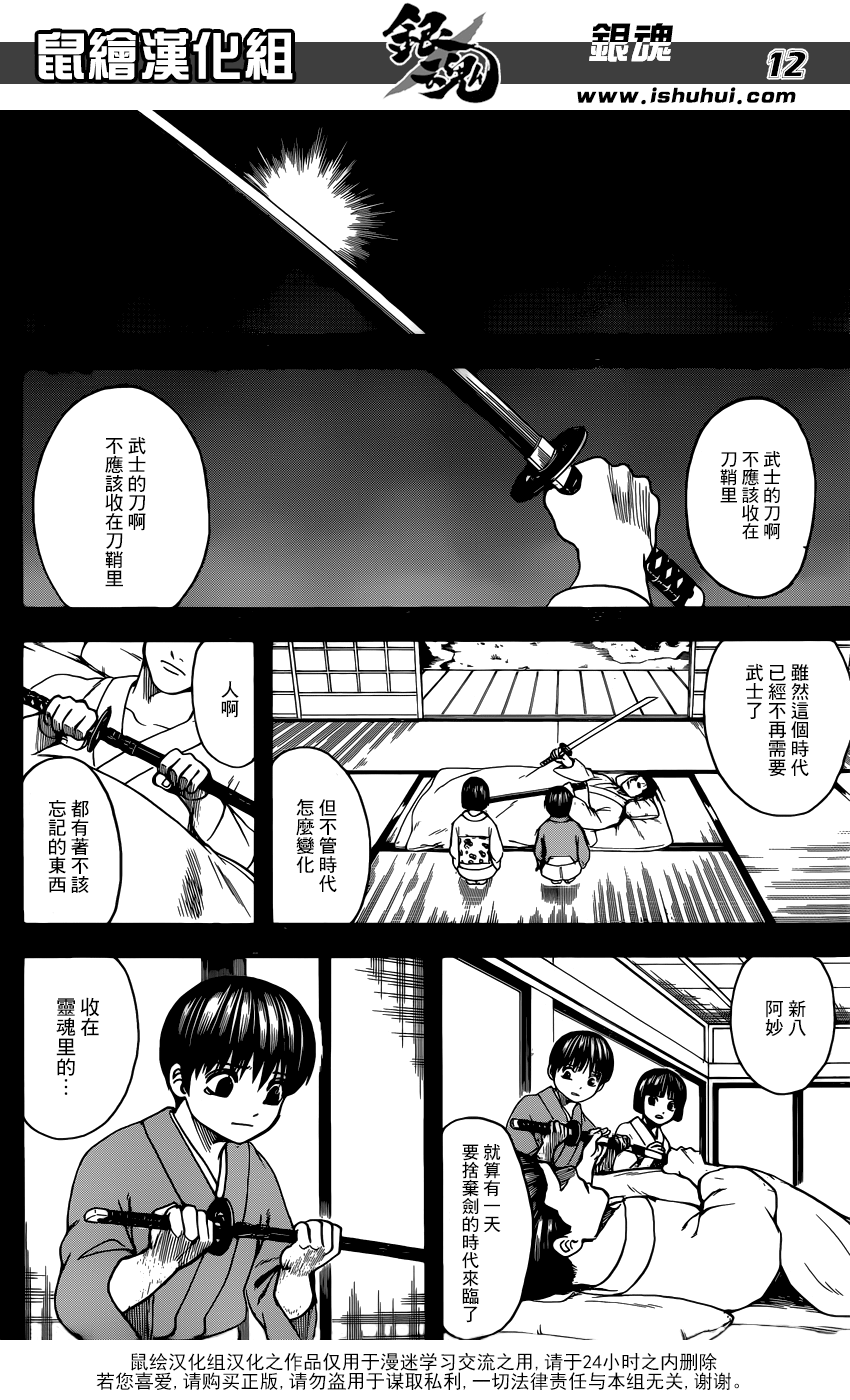 鼠繪漢化組
銀魂
銀魂
12
www.ishuhui.com
武士的刀啊
不應該收在
刀鞘里
武士的刀啊
不應該收在刀鞘里
雖然這個時代
已經不再需要
武士了
但不管時代
怎麼變化
人啊
都有著不該
忘記的東西
新八
阿妙
就算有一天
要捨棄劍的時代來臨了
收在
靈魂里的…
鼠绘汉化组汉化之作品仅用于漫迷学习交流之用, 请于24小时之内删除
若您喜爱, 请购买正版, 请勿盗用于谋取私利, 一切法律责任与本组无关, 谢谢。